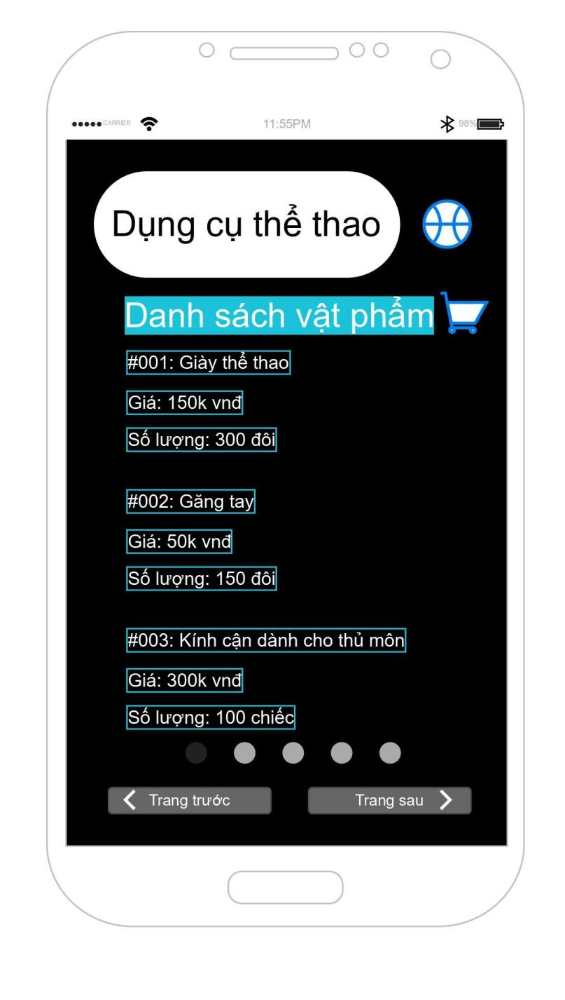 CARRIER 11:55PM 98%
Dụng cụ thể thao
Danh sách vật phẩm
#001: Giày thể thao
Giá: 150k vnđ
Số lượng: 300 đôi
#002: Găng tay
Giá: 50k vnđ
Số lượng: 150 đôi
#003: Kính cận dành cho thủ môn
Giá: 300k vnđ
Số lượng: 100 chiếc
Trang trước Trang sau